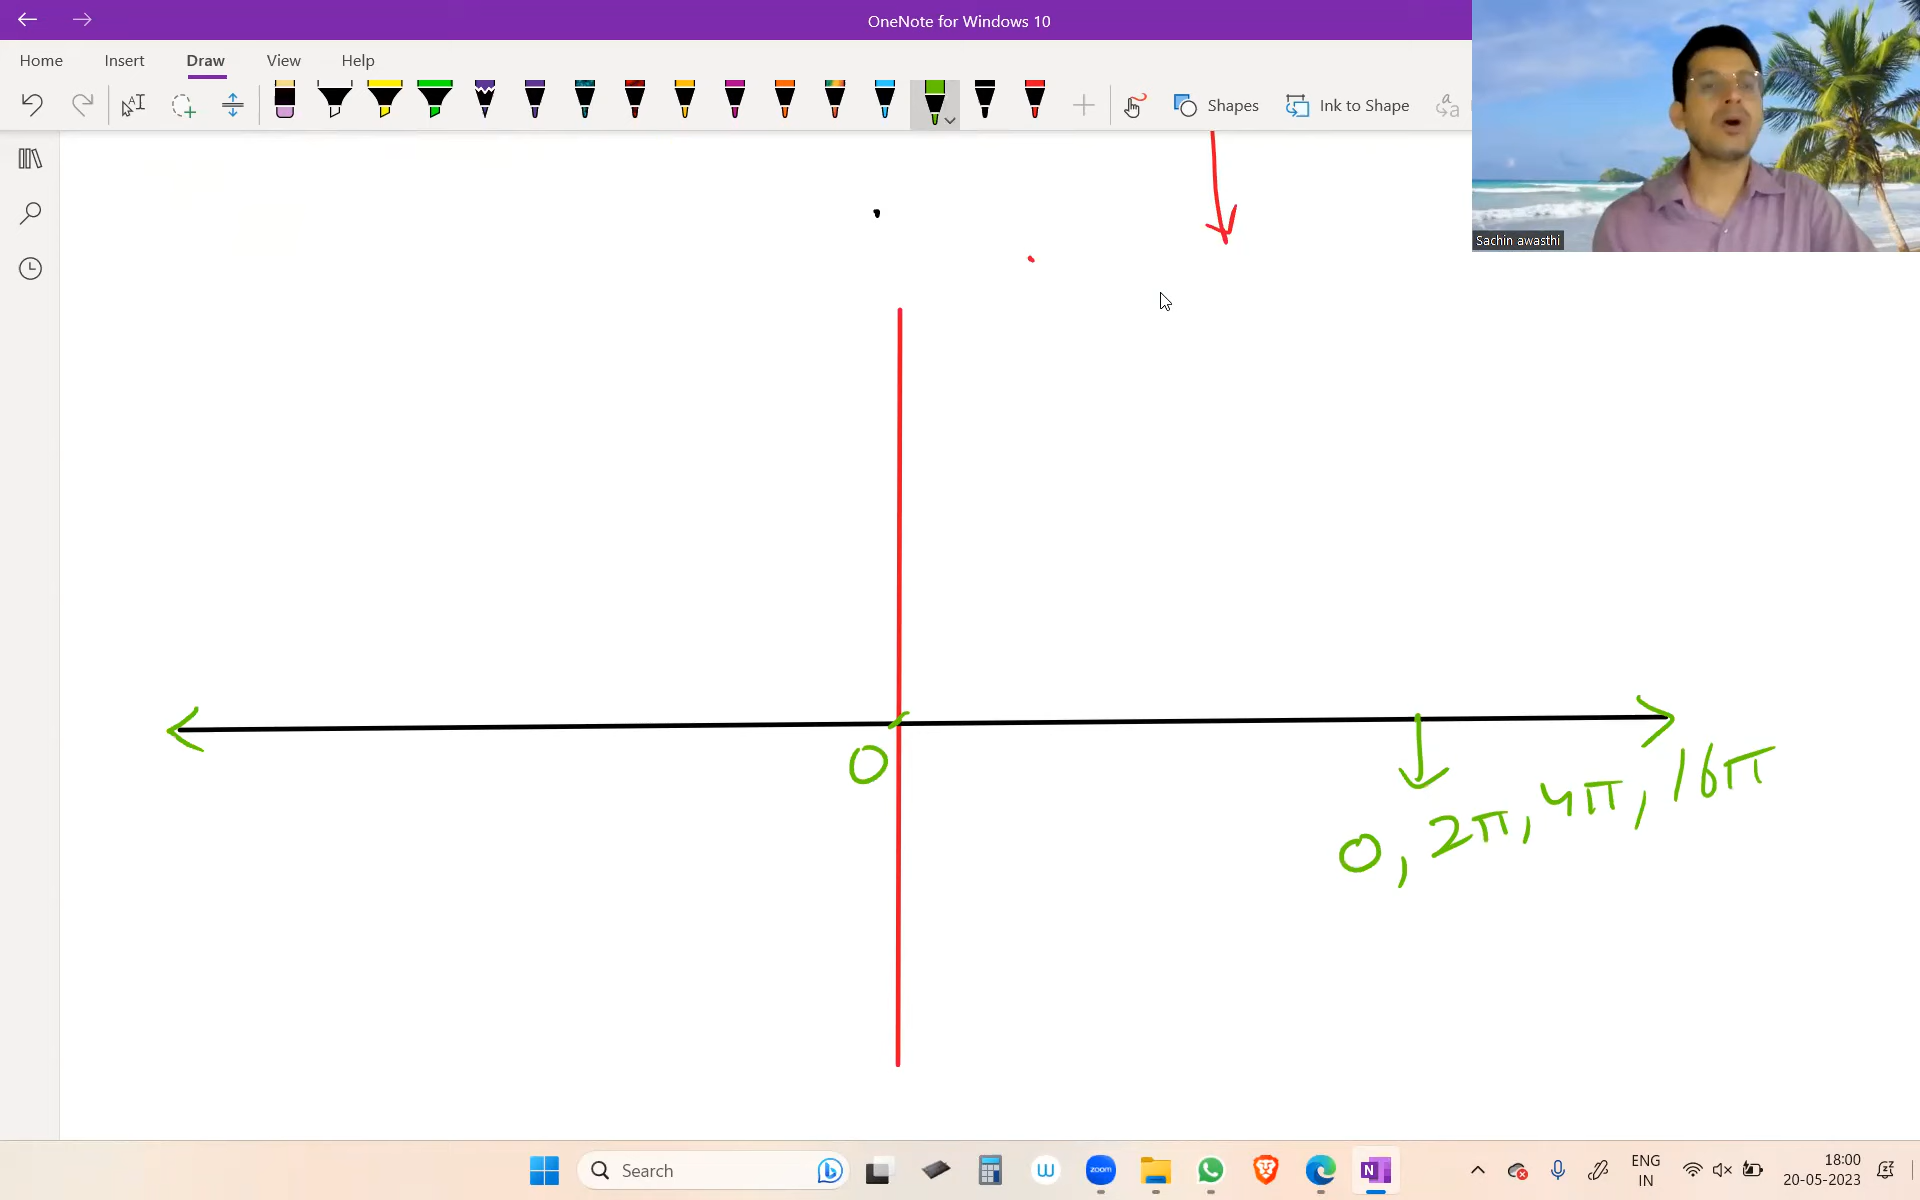 OneNote for Windows 10
Home Insert Draw View Help
Shapes Ink to Shape
Sachin awasthi
0
0, 2π, 4π, 16π
Search
zoom
ENG
IN
18:00
20-05-2023